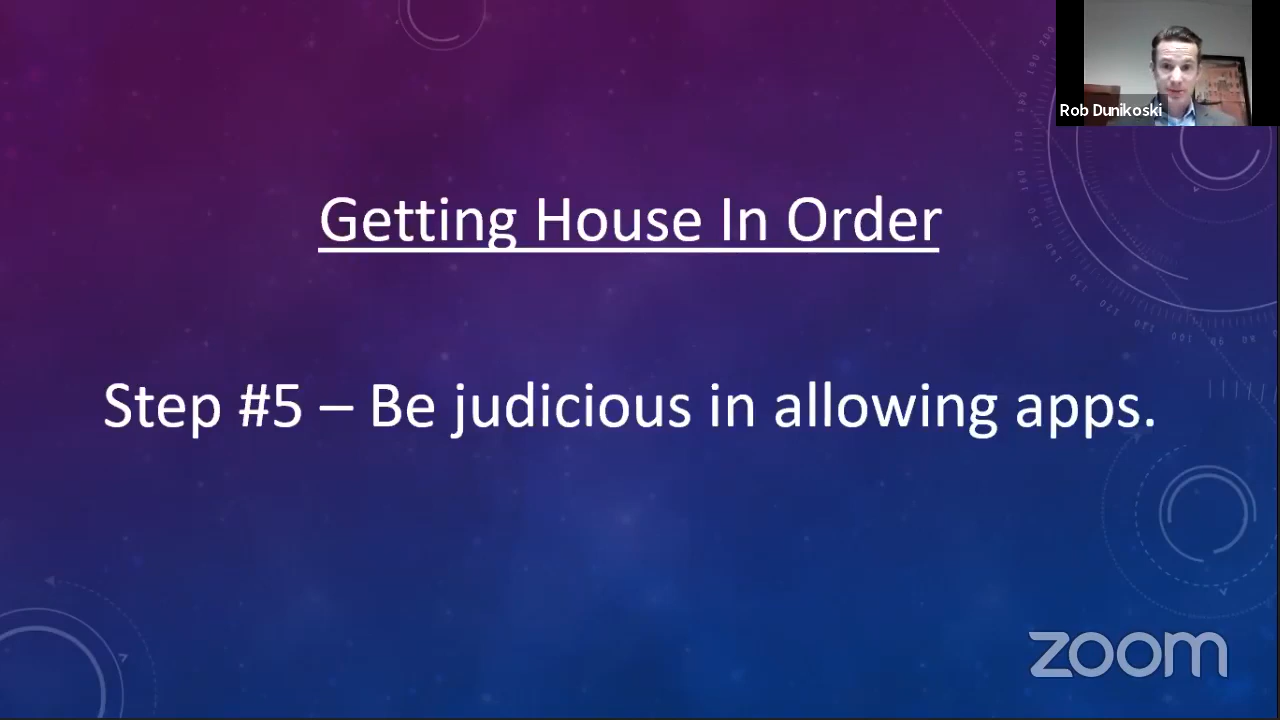 Rob Dunikoski
Getting House In Order
Step #5 – Be judicious in allowing apps.
zoom